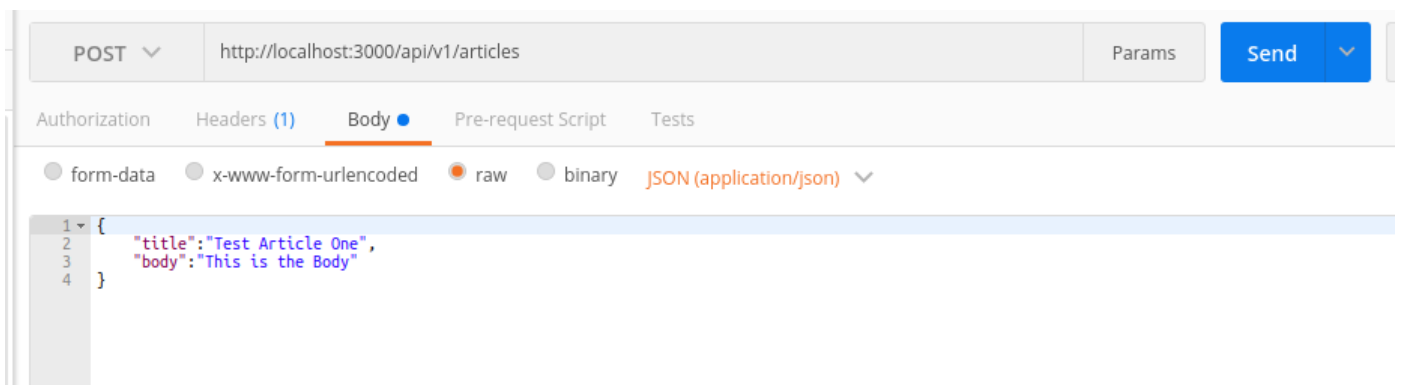 POST http://localhost:3000/api/v1/articles Params Send
Authorization Headers (1) Body Pre-request Script Tests
form-data x-www-form-urlencoded raw binary JSON (application/json)
1 {
2 "title":"Test Article One",
3 "body":"This is the Body"
4 }